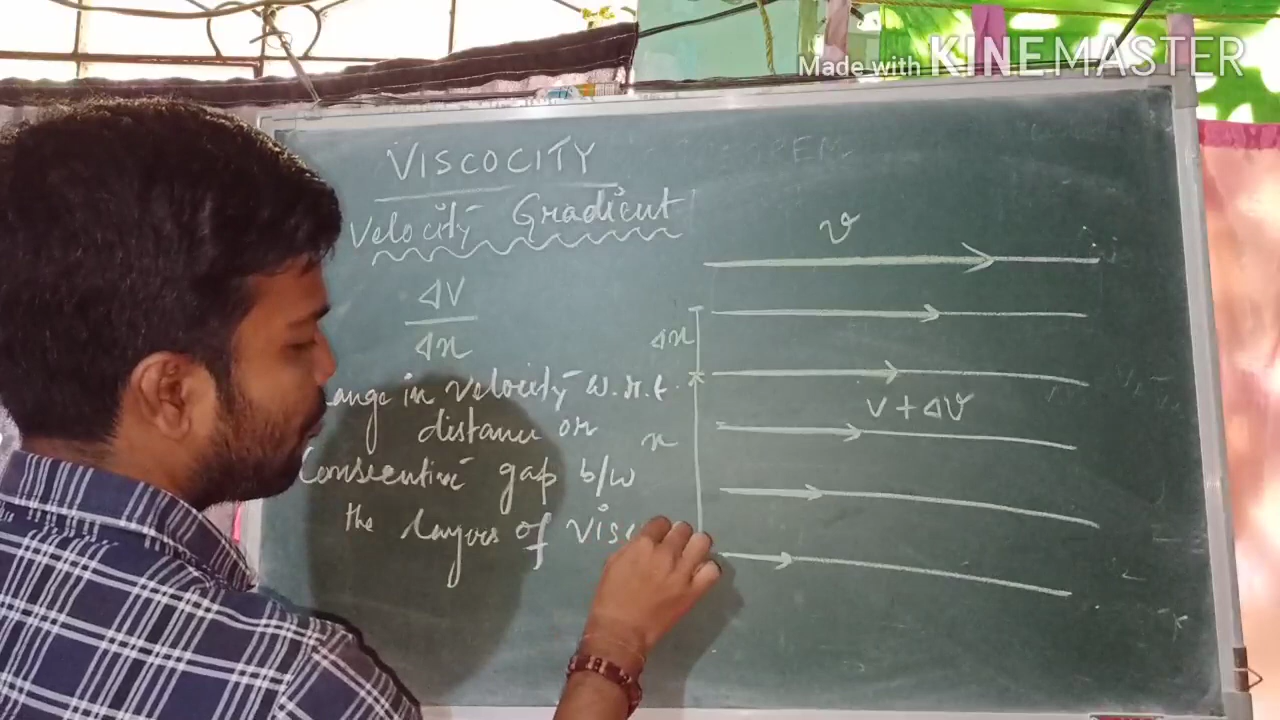 Made with KINEMASTER
VISCOCITY
Velocity Gradient
ΔV
Δx
ange in velocity w.r.t.
distance or
Consecutive gap b/w
the layers of visc
v
Δx
v + Δv
x